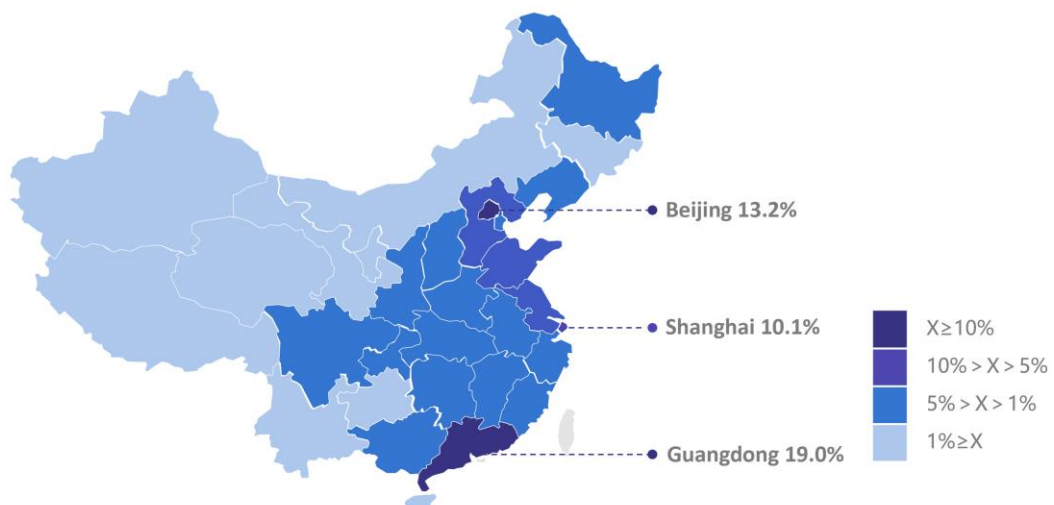 Beijing 13.2%
Shanghai 10.1%
Guangdong 19.0%
X≥10%
10% > X > 5%
5% > X > 1%
1%≥X